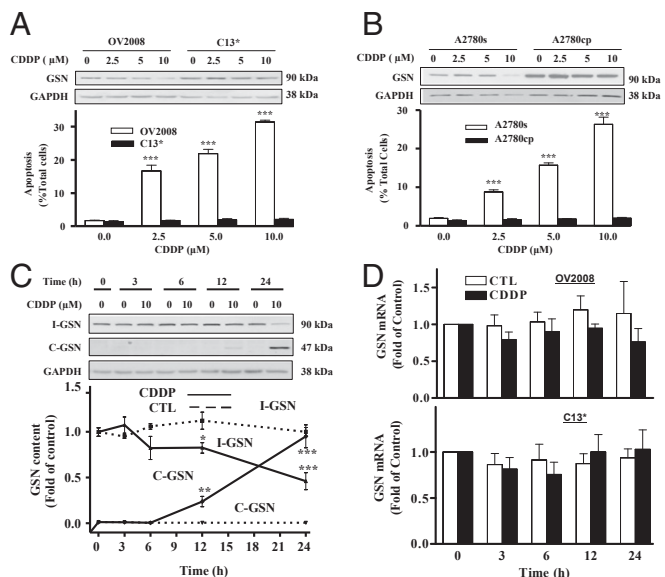 A
OV2008 C13*
CDDP ( µM) 0 2.5 5 10 0 2.5 5 10
GSN 90 kDa
GAPDH 38 kDa
Apoptosis
(%Total cells)
30
20
10
0
OV2008
C13*
*** *** ***
0.0 2.5 5.0 10.0
CDDP (µM)
B
A2780s A2780cp
CDDP ( µM) 0 2.5 5 10 0 2.5 5 10
GSN 90 kDa
GAPDH 38 kDa
Apoptosis
(% Total Cells)
30
20
10
0
A2780s
A2780cp
*** *** ***
0.0 2.5 5.0 10.0
CDDP (µM)
C
Time (h) 0 3 6 12 24
CDDP (µM) 0 0 10 0 10 0 10 0 10
I-GSN 90 kDa
C-GSN 47 kDa
GAPDH 38 kDa
GSN content
(Fold of control)
1.5
1.0
0.5
0.0
CDDP
CTL
I-GSN
* I-GSN
C-GSN
***
***
**
C-GSN
0 3 6 9 12 15 18 21 24
Time (h)
D
GSN mRNA
(Fold of Control)
1.5
1.0
0.5
0.0
CTL
CDDP
OV2008
GSN mRNA
(Fold of Control)
1.5
1.0
0.5
0.0
C13*
0 3 6 12 24
Time (h)